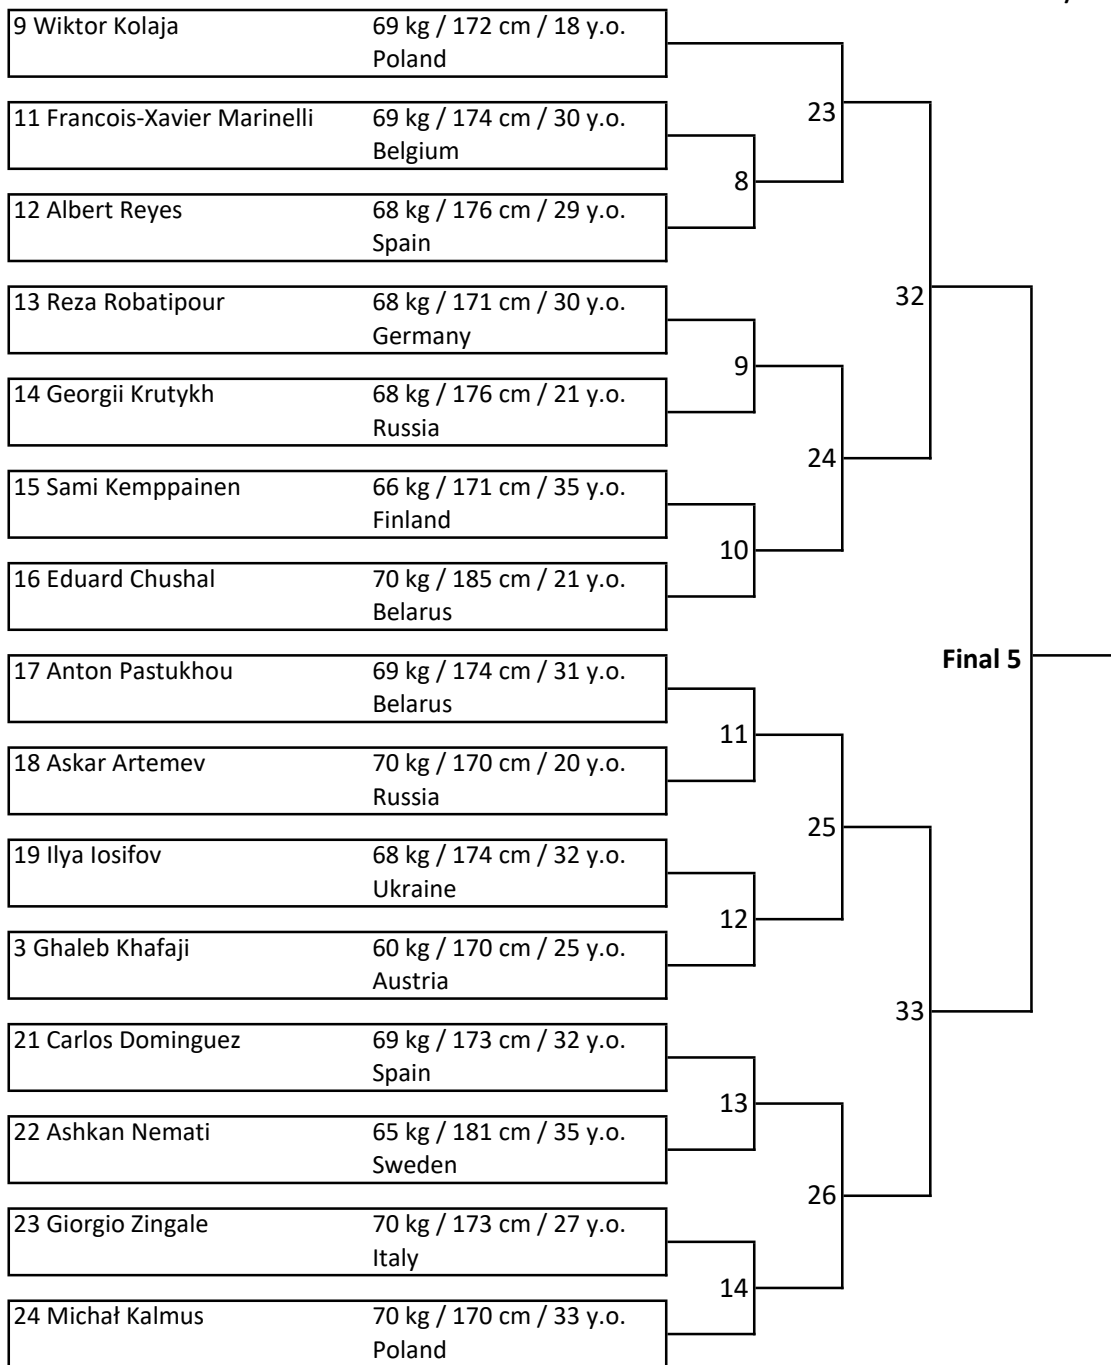 9 Wiktor Kolaja 69 kg / 172 cm / 18 y.o.
Poland
23
11 Francois-Xavier Marinelli 69 kg / 174 cm / 30 y.o.
Belgium
8
12 Albert Reyes 68 kg / 176 cm / 29 y.o.
Spain
32
13 Reza Robatipour 68 kg / 171 cm / 30 y.o.
Germany
9
14 Georgii Krutykh 68 kg / 176 cm / 21 y.o.
Russia
24
15 Sami Kemppainen 66 kg / 171 cm / 35 y.o.
Finland
10
16 Eduard Chushal 70 kg / 185 cm / 21 y.o.
Belarus
Final 5
17 Anton Pastukhou 69 kg / 174 cm / 31 y.o.
Belarus
11
18 Askar Artemev 70 kg / 170 cm / 20 y.o.
Russia
25
19 Ilya Iosifov 68 kg / 174 cm / 32 y.o.
Ukraine
12
3 Ghaleb Khafaji 60 kg / 170 cm / 25 y.o.
Austria
33
21 Carlos Dominguez 69 kg / 173 cm / 32 y.o.
Spain
13
22 Ashkan Nemati 65 kg / 181 cm / 35 y.o.
Sweden
26
23 Giorgio Zingale 70 kg / 173 cm / 27 y.o.
Italy
14
24 Michał Kalmus 70 kg / 170 cm / 33 y.o.
Poland